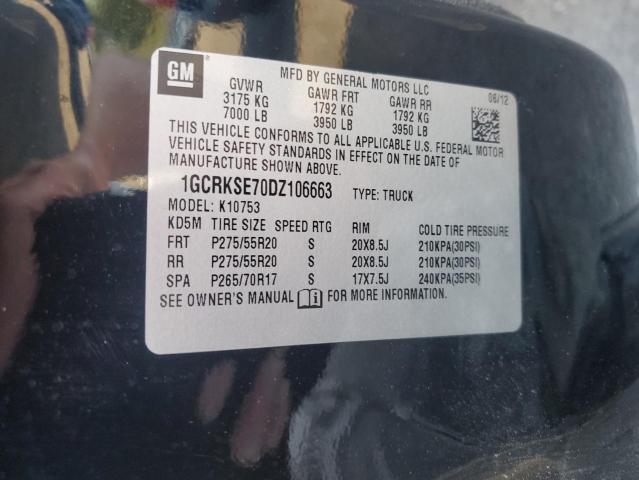 GM
MFD BY GENERAL MOTORS LLC
06/12
GVWR GAWR FRT GAWR RR
3175 KG 1792 KG 1792 KG
7000 LB 3950 LB 3950 LB
THIS VEHICLE CONFORMS TO ALL APPLICABLE U.S. FEDERAL MOTOR
VEHICLE SAFETY STANDARDS IN EFFECT ON THE DATE OF
MANUFACTURE SHOWN ABOVE.
1GCRKSE70DZ106663 TYPE: TRUCK
MODEL: K10753
KD5M TIRE SIZE SPEED RTG RIM COLD TIRE PRESSURE
FRT P275/55R20 S 20X8.5J 210KPA(30PSI)
RR P275/55R20 S 20X8.5J 210KPA(30PSI)
SPA P265/70R17 S 17X7.5J 240KPA(35PSI)
SEE OWNER'S MANUAL FOR MORE INFORMATION.